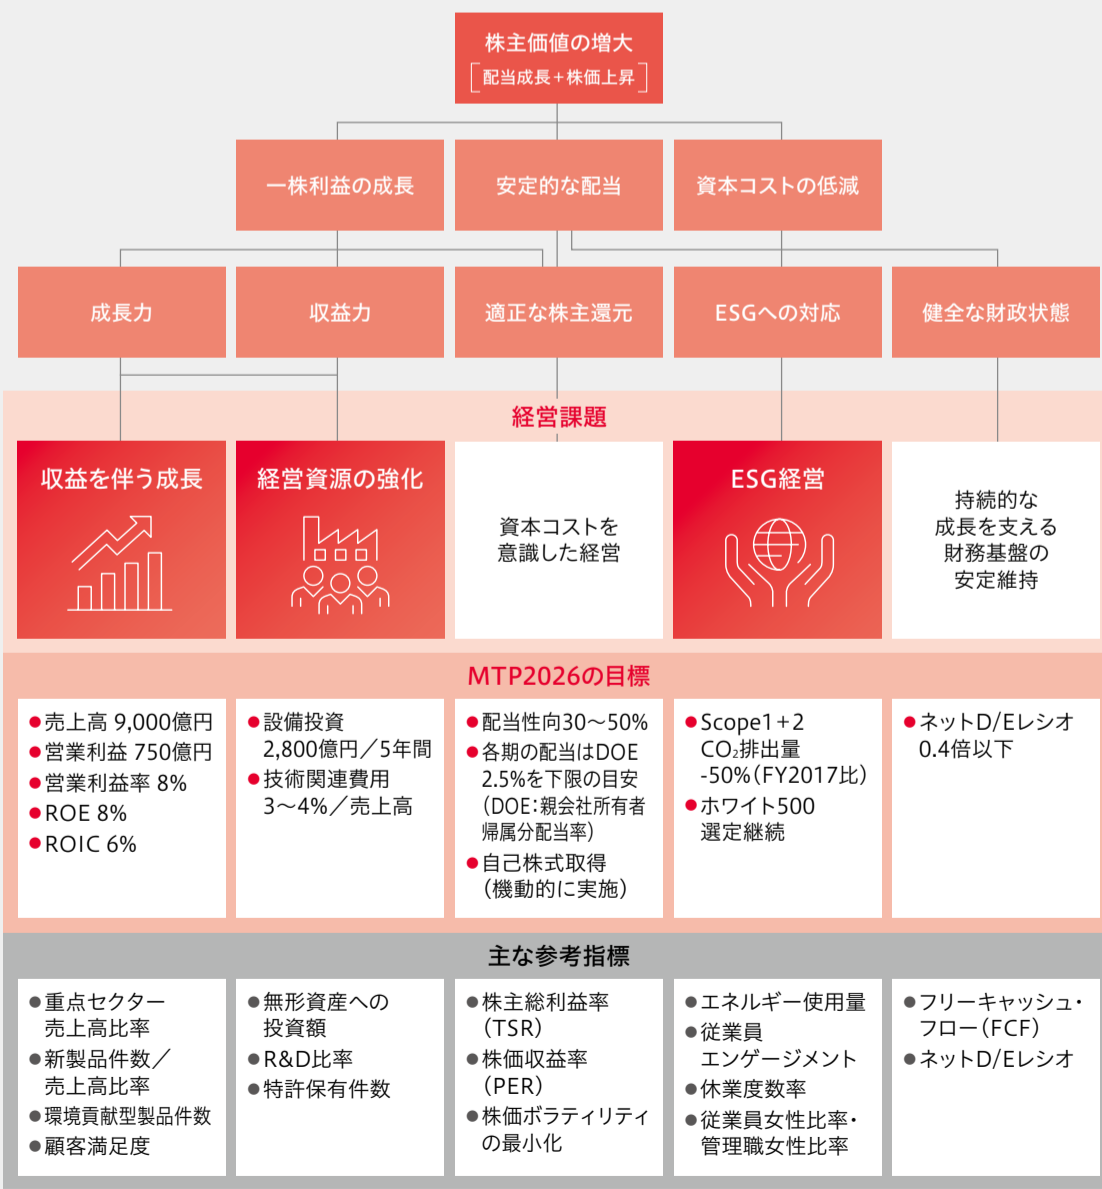 株主価値の増大
[配当成長+株価上昇]
一株利益の成長
安定的な配当
資本コストの低減
成長力
収益力
適正な株主還元
ESGへの対応
健全な財政状態
経営課題
収益を伴う成長
経営資源の強化
資本コストを
意識した経営
ESG経営
持続的な
成長を支える
財務基盤の
安定維持
MTP2026の目標
●売上高 9,000億円
●営業利益 750億円
●営業利益率 8%
●ROE 8%
●ROIC 6%
●設備投資
2,800億円/5年間
●技術関連費用
3〜4%/売上高
●配当性向30〜50%
●各期の配当はDOE
2.5%を下限の目安
(DOE:親会社所有者
帰属分配当率)
●自己株式取得
(機動的に実施)
●Scope1+2
CO₂排出量
-50%(FY2017比)
●ホワイト500
選定継続
●ネットD/Eレシオ
0.4倍以下
主な参考指標
●重点セクター
売上高比率
●新製品件数/
売上高比率
●環境貢献型製品件数
●顧客満足度
●無形資産への
投資額
●R&D比率
●特許保有件数
●株主総利益率
(TSR)
●株価収益率
(PER)
●株価ボラティリティ
の最小化
●エネルギー使用量
●従業員
エンゲージメント
●休業度数率
●従業員女性比率・
管理職女性比率
●フリーキャッシュ・
フロー(FCF)
●ネットD/Eレシオ